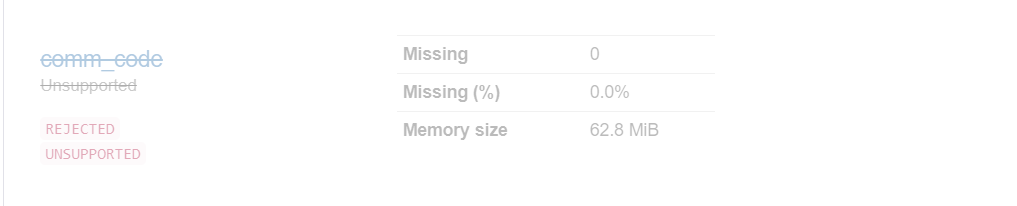 comm_code
Unsupported
REJECTED
UNSUPPORTED
Missing 0
Missing (%) 0.0%
Memory size 62.8 MiB